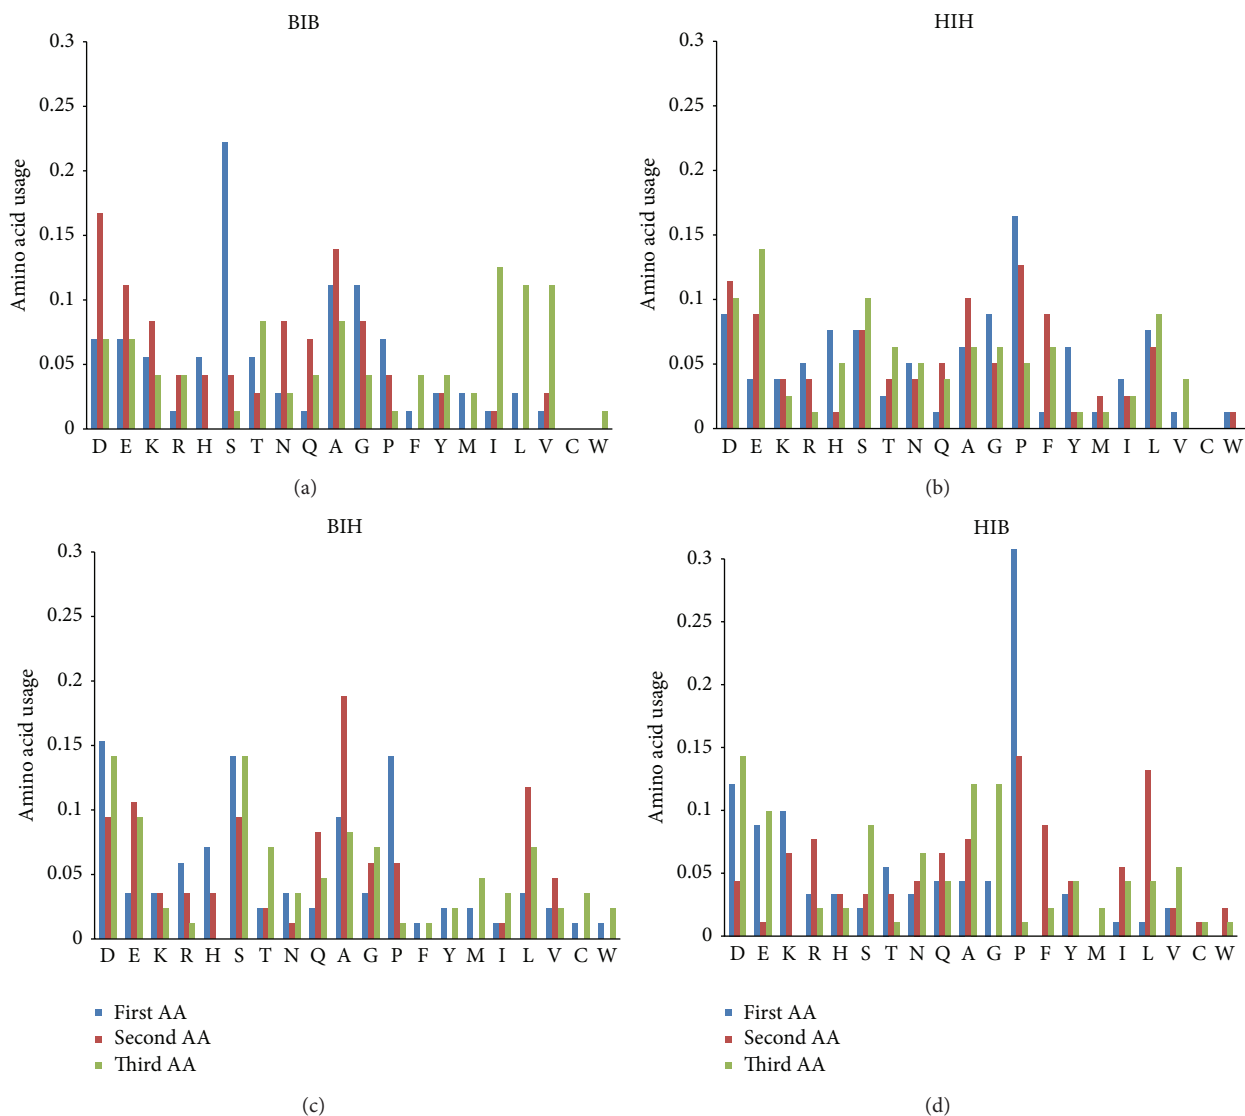 BIB
0.3
0.25
0.2
0.15
0.1
0.05
0
Amino acid usage
D E K R H S T N Q A G P F Y M I L V C W
(a)
HIH
0.3
0.25
0.2
0.15
0.1
0.05
0
Amino acid usage
D E K R H S T N Q A G P F Y M I L V C W
(b)
BIH
0.3
0.25
0.2
0.15
0.1
0.05
0
Amino acid usage
D E K R H S T N Q A G P F Y M I L V C W
First AA
Second AA
Third AA
(c)
HIB
0.3
0.25
0.2
0.15
0.1
0.05
0
Amino acid usage
D E K R H S T N Q A G P F Y M I L V C W
First AA
Second AA
Third AA
(d)